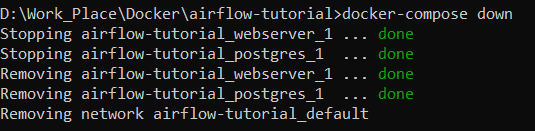 D:\Work_Place\Docker\airflow-tutorial>docker-compose down
Stopping airflow-tutorial_webserver_1 ... done
Stopping airflow-tutorial_postgres_1  ... done
Removing airflow-tutorial_webserver_1 ... done
Removing airflow-tutorial_postgres_1  ... done
Removing network airflow-tutorial_default